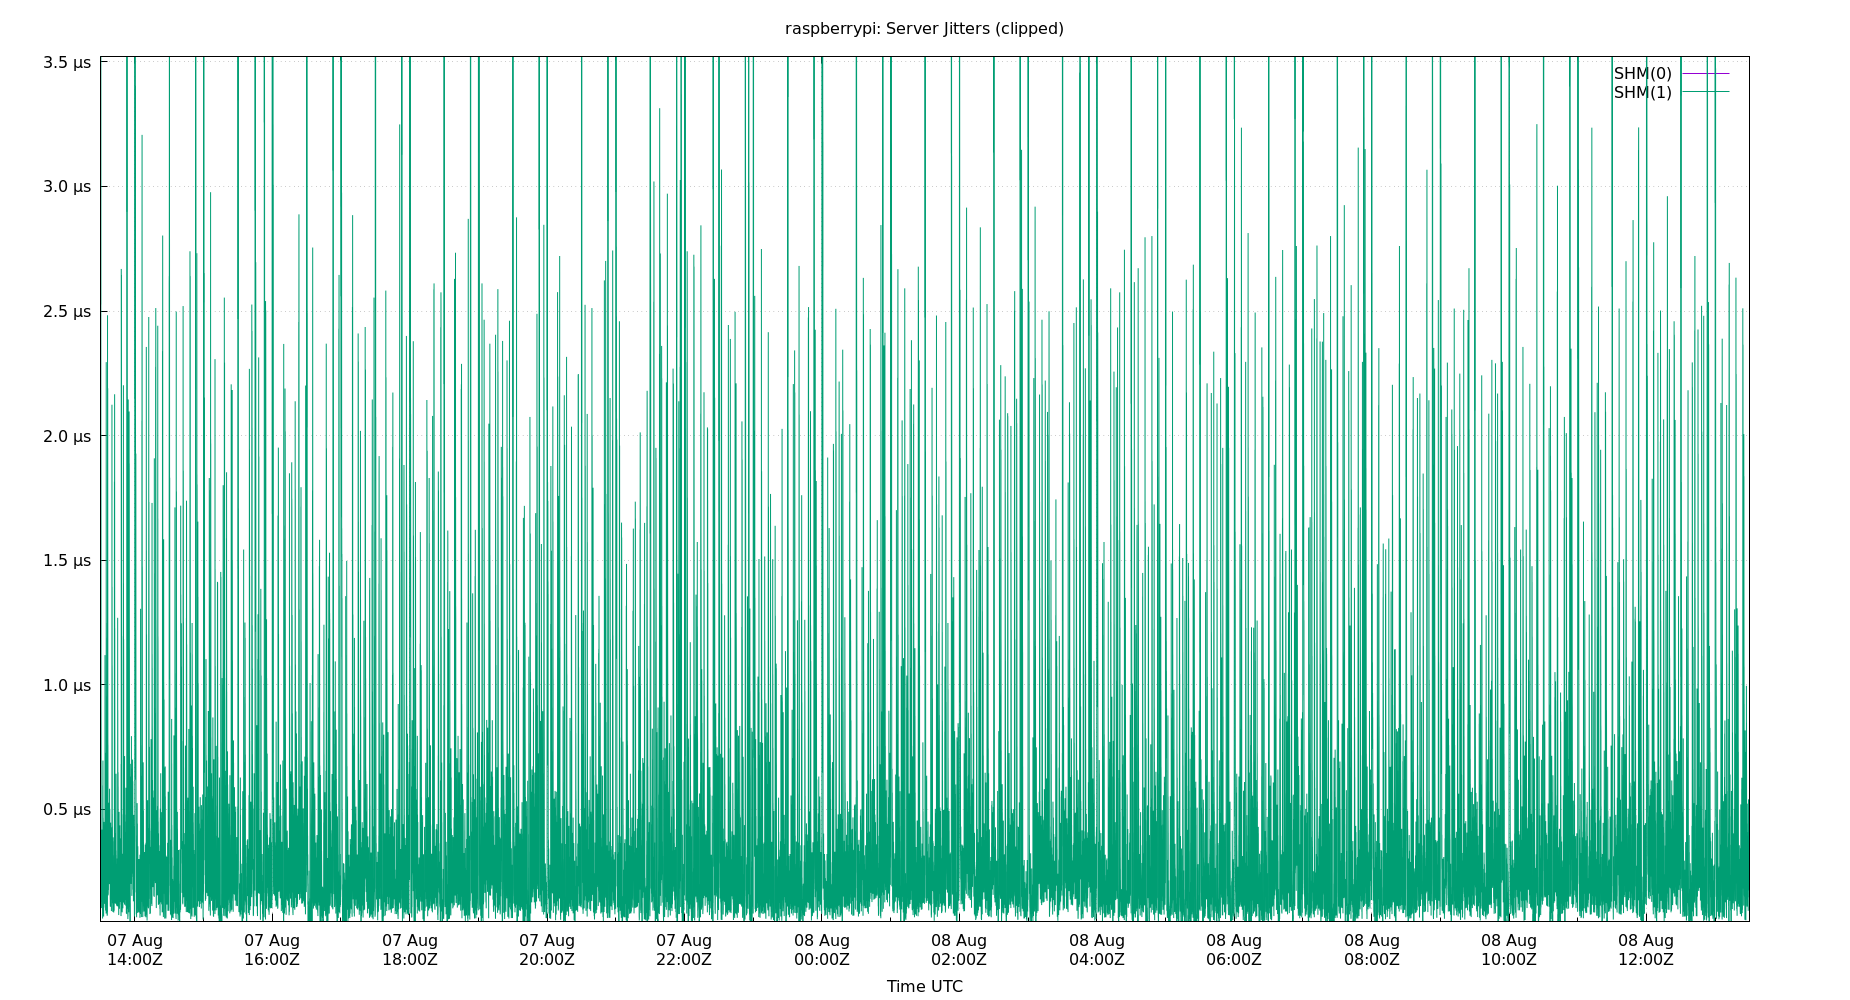 raspberrypi: Server Jitters (clipped)
3.5 µs
3.0 µs
2.5 µs
2.0 µs
1.5 µs
1.0 µs
0.5 µs
SHM(0)
SHM(1)
07 Aug 07 Aug 07 Aug 07 Aug 07 Aug 08 Aug 08 Aug 08 Aug 08 Aug 08 Aug 08 Aug 08 Aug
14:00Z 16:00Z 18:00Z 20:00Z 22:00Z 00:00Z 02:00Z 04:00Z 06:00Z 08:00Z 10:00Z 12:00Z
Time UTC